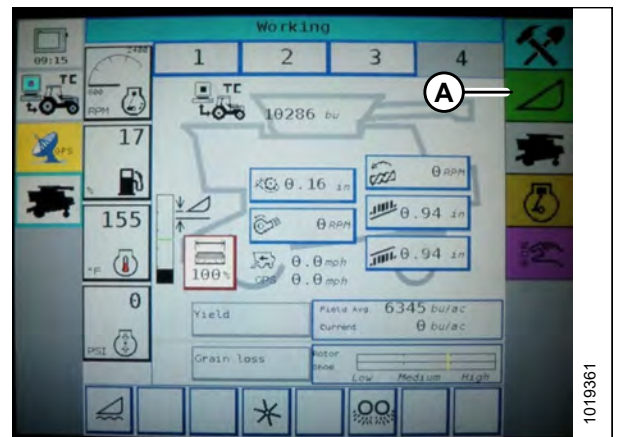 Working
09:15
2400
600
RPM
1 2 3 4
TC
TC
10286 bu
A
GPS
17
%
155
°F
0
PSI
0.16 in
0 RPM
0 RPM
0.94 in
0.94 in
0.0 mph
GPS 0.0 mph
100%
Yield
Field Avg. 6345 bu/ac
Current 0 bu/ac
Grain loss
Rotor
Shoe
Low Medium High
1019361